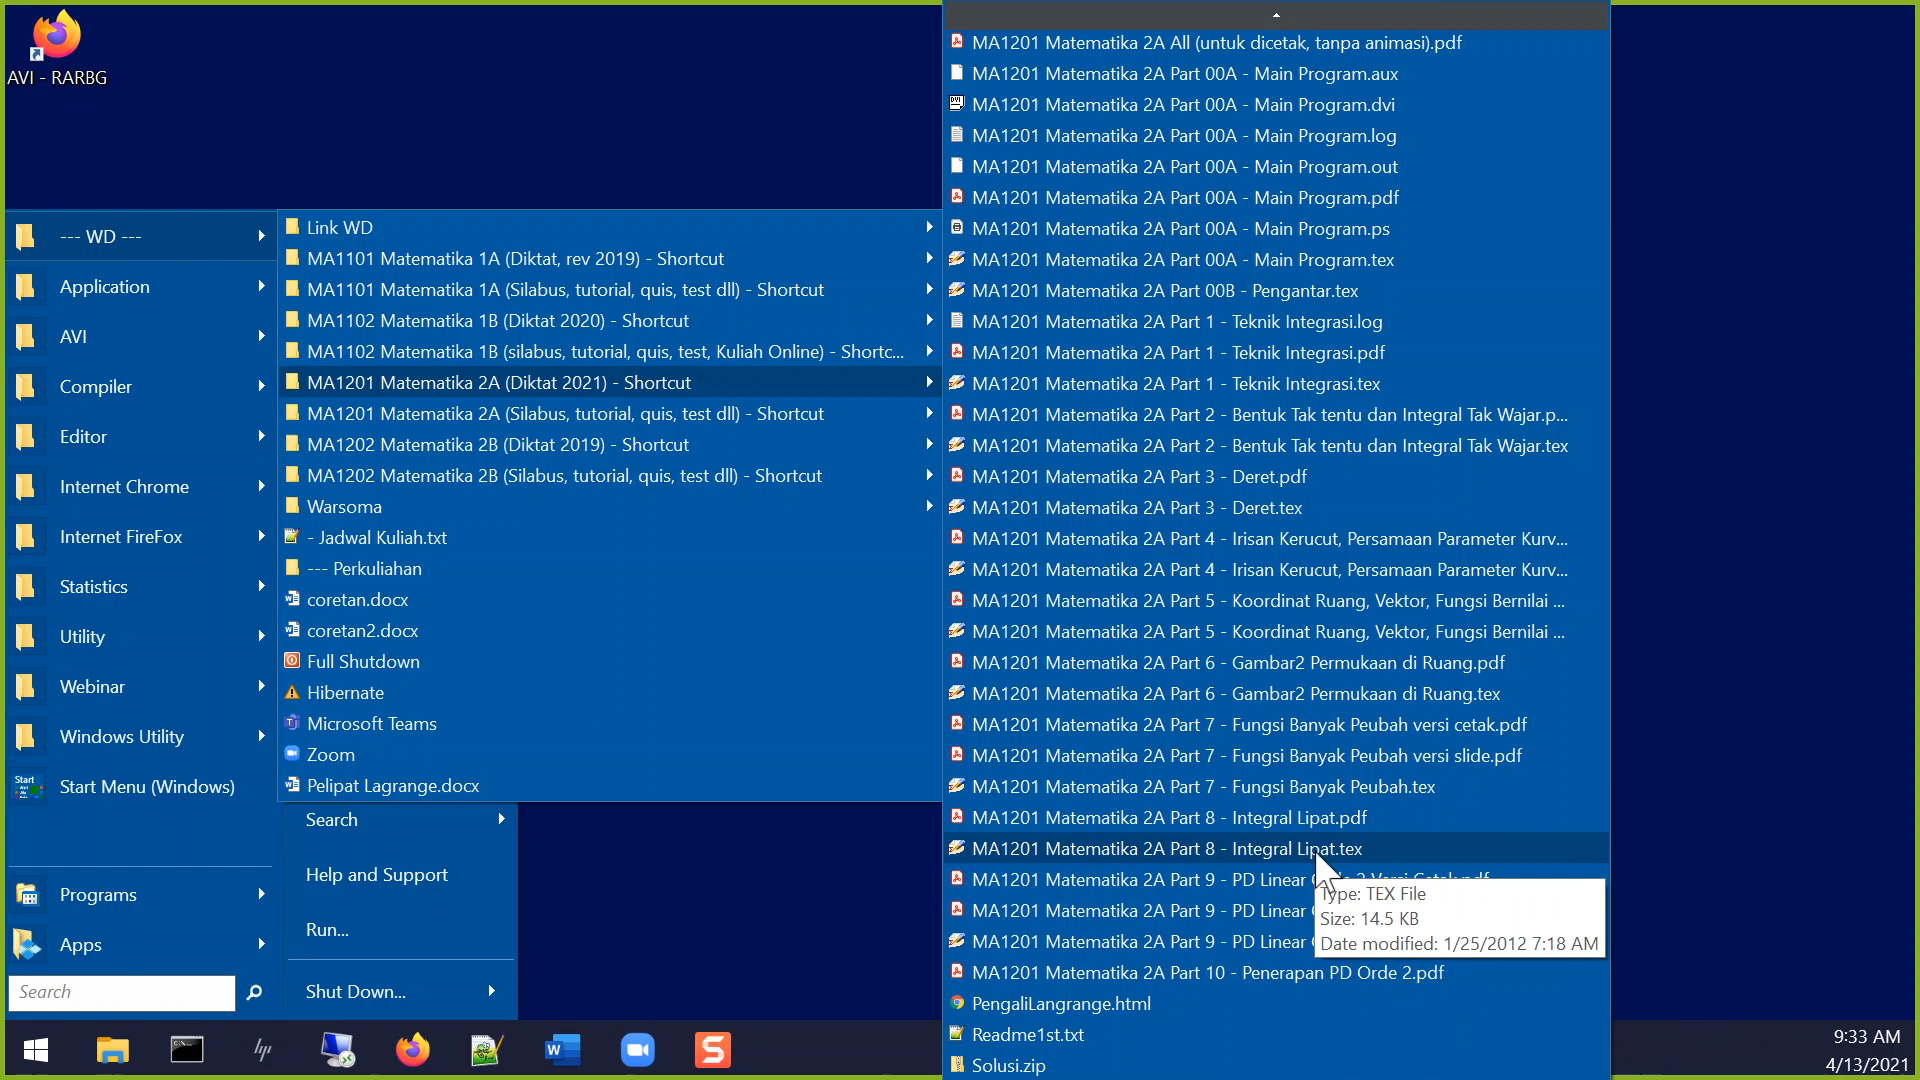 AVI - RARBG
--- WD ---
Application
AVI
Compiler
Editor
Internet Chrome
Internet FireFox
Statistics
Utility
Webinar
Windows Utility
Start Menu (Windows)
Programs
Apps
Search
Link WD
MA1101 Matematika 1A (Diktat, rev 2019) - Shortcut
MA1101 Matematika 1A (Silabus, tutorial, quis, test dll) - Shortcut
MA1102 Matematika 1B (Diktat 2020) - Shortcut
MA1102 Matematika 1B (silabus, tutorial, quis, test, Kuliah Online) - Shortc...
MA1201 Matematika 2A (Diktat 2021) - Shortcut
MA1201 Matematika 2A (Silabus, tutorial, quis, test dll) - Shortcut
MA1202 Matematika 2B (Diktat 2019) - Shortcut
MA1202 Matematika 2B (Silabus, tutorial, quis, test dll) - Shortcut
Warsoma
- Jadwal Kuliah.txt
--- Perkuliahan
coretan.docx
coretan2.docx
Full Shutdown
Hibernate
Microsoft Teams
Zoom
Pelipat Lagrange.docx
Search
Help and Support
Run...
Shut Down...
MA1201 Matematika 2A All (untuk dicetak, tanpa animasi).pdf
MA1201 Matematika 2A Part 00A - Main Program.aux
MA1201 Matematika 2A Part 00A - Main Program.dvi
MA1201 Matematika 2A Part 00A - Main Program.log
MA1201 Matematika 2A Part 00A - Main Program.out
MA1201 Matematika 2A Part 00A - Main Program.pdf
MA1201 Matematika 2A Part 00A - Main Program.ps
MA1201 Matematika 2A Part 00A - Main Program.tex
MA1201 Matematika 2A Part 00B - Pengantar.tex
MA1201 Matematika 2A Part 1 - Teknik Integrasi.log
MA1201 Matematika 2A Part 1 - Teknik Integrasi.pdf
MA1201 Matematika 2A Part 1 - Teknik Integrasi.tex
MA1201 Matematika 2A Part 2 - Bentuk Tak tentu dan Integral Tak Wajar.p...
MA1201 Matematika 2A Part 2 - Bentuk Tak tentu dan Integral Tak Wajar.tex
MA1201 Matematika 2A Part 3 - Deret.pdf
MA1201 Matematika 2A Part 3 - Deret.tex
MA1201 Matematika 2A Part 4 - Irisan Kerucut, Persamaan Parameter Kurv...
MA1201 Matematika 2A Part 4 - Irisan Kerucut, Persamaan Parameter Kurv...
MA1201 Matematika 2A Part 5 - Koordinat Ruang, Vektor, Fungsi Bernilai ...
MA1201 Matematika 2A Part 5 - Koordinat Ruang, Vektor, Fungsi Bernilai ...
MA1201 Matematika 2A Part 6 - Gambar2 Permukaan di Ruang.pdf
MA1201 Matematika 2A Part 6 - Gambar2 Permukaan di Ruang.tex
MA1201 Matematika 2A Part 7 - Fungsi Banyak Peubah versi cetak.pdf
MA1201 Matematika 2A Part 7 - Fungsi Banyak Peubah versi slide.pdf
MA1201 Matematika 2A Part 7 - Fungsi Banyak Peubah.tex
MA1201 Matematika 2A Part 8 - Integral Lipat.pdf
MA1201 Matematika 2A Part 8 - Integral Lipat.tex
MA1201 Matematika 2A Part 9 - PD Linear
MA1201 Matematika 2A Part 9 - PD Linear
MA1201 Matematika 2A Part 9 - PD Linear
MA1201 Matematika 2A Part 10 - Penerapan PD Orde 2.pdf
PengaliLangrange.html
Readme1st.txt
Solusi.zip
Type: TEX File
Size: 14.5 KB
Date modified: 1/25/2012 7:18 AM
9:33 AM
4/13/2021